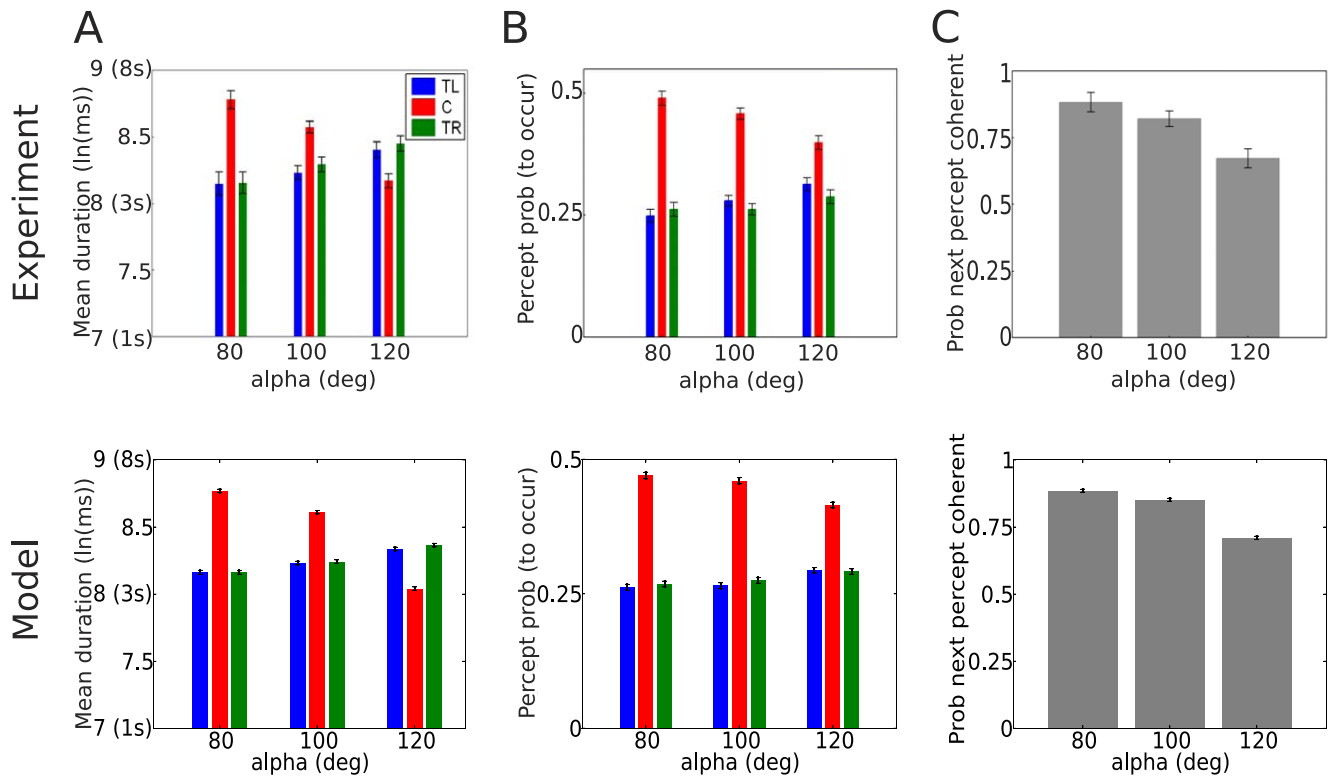 A
B
C
Experiment
Mean duration (ln(ms))
9 (8s)
8.5
8 (3s)
7.5
7 (1s)
TL
C
TR
80
100
120
alpha (deg)
Percept prob (to occur)
0.5
0.25
0
80
100
120
alpha (deg)
Prob next percept coherent
1
0.75
0.5
0.25
0
80
100
120
alpha (deg)
Model
Mean duration (ln(ms))
9 (8s)
8.5
8 (3s)
7.5
7 (1s)
80
100
120
alpha (deg)
Percept prob (to occur)
0.5
0.25
0
80
100
120
alpha (deg)
Prob next percept coherent
1
0.75
0.5
0.25
0
80
100
120
alpha (deg)